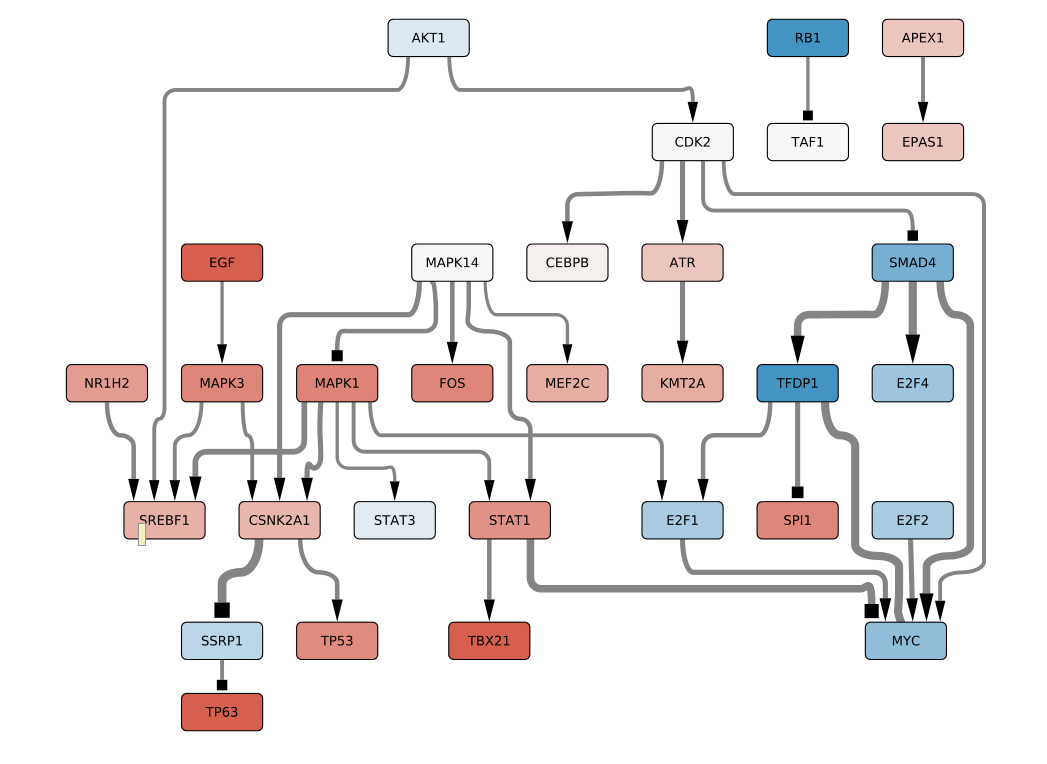 AKT1
RB1
APEX1
CDK2
TAF1
EPAS1
EGF
MAPK14
CEBPB
ATR
SMAD4
NR1H2
MAPK3
MAPK1
FOS
MEF2C
KMT2A
TFDP1
E2F4
SREBF1
CSNK2A1
STAT3
STAT1
E2F1
SPI1
E2F2
SSRP1
TP53
TBX21
MYC
TP63